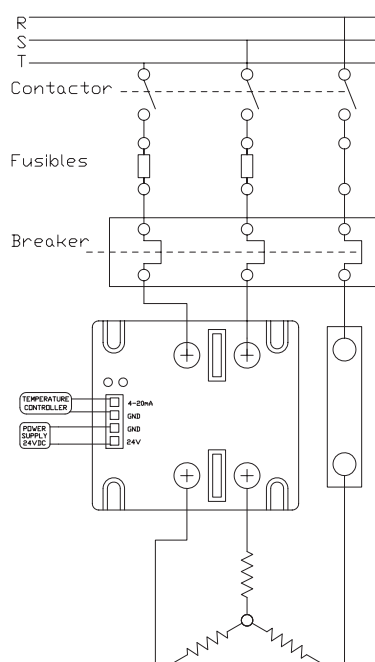 R
S
T
Contactor
Fusibles
Breaker
TEMPERATURE
CONTROLLER
4-20mA
GND
POWER
SUPPLY
24VDC
GND
24V